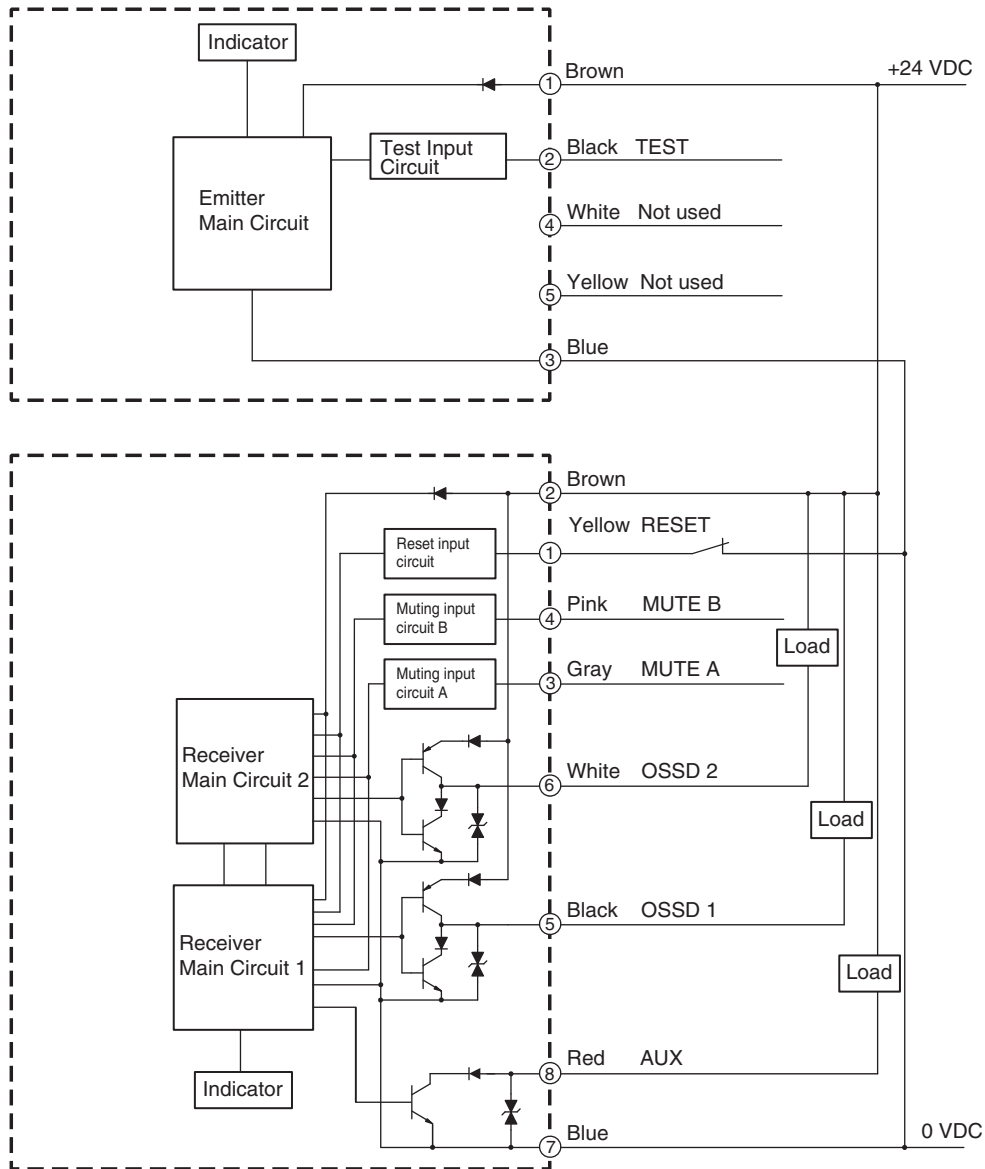 Indicator
Brown
+24 VDC
1
Test Input
Circuit
Black TEST
2
Emitter
Main Circuit
White Not used
4
Yellow Not used
5
Blue
3
Brown
2
Yellow RESET
Reset input
circuit
1
Pink MUTE B
Muting input
circuit B
4
Load
Gray MUTE A
Muting input
circuit A
3
Receiver
Main Circuit 2
White OSSD 2
6
Load
Black OSSD 1
5
Receiver
Main Circuit 1
Load
Red AUX
8
Indicator
Blue
7
0 VDC